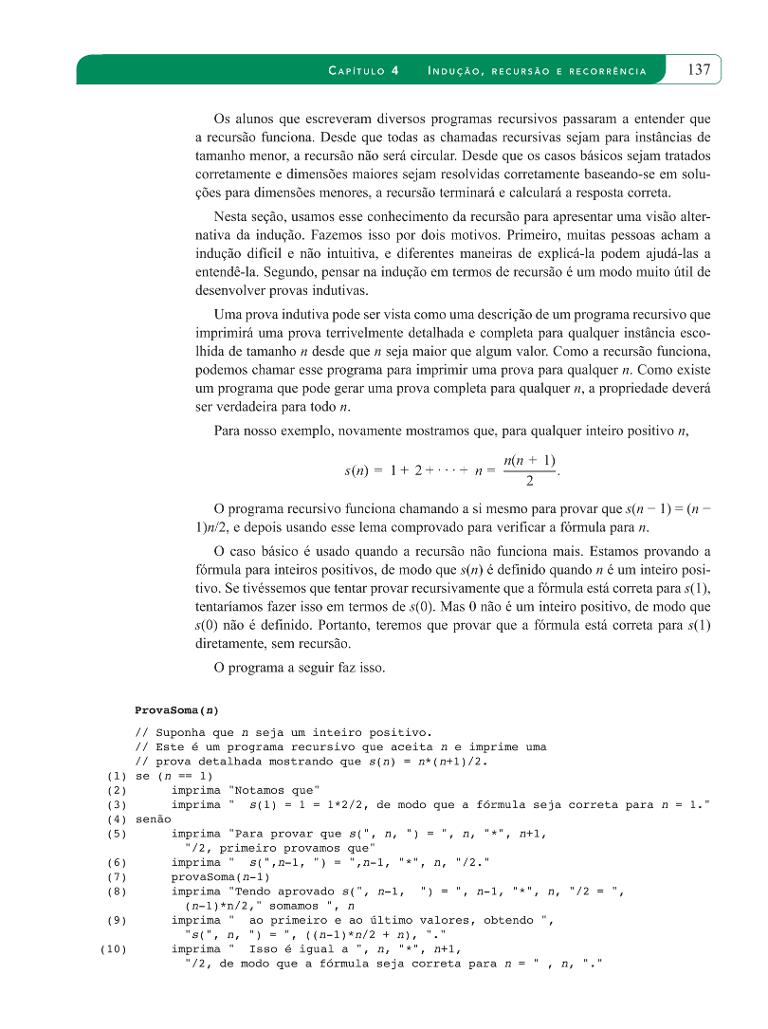 CAPÍTULO 4 INDUÇÃO, RECURSÃO E RECORRÊNCIA 137
Os alunos que escreveram diversos programas recursivos passaram a entender que
a recursão funciona. Desde que todas as chamadas recursivas sejam para instâncias de
tamanho menor, a recursão não será circular. Desde que os casos básicos sejam tratados
corretamente e dimensões maiores sejam resolvidas corretamente baseando-se em solu-
ções para dimensões menores, a recursão terminará e calculará a resposta correta.
Nesta seção, usamos esse conhecimento da recursão para apresentar uma visão alter-
nativa da indução. Fazemos isso por dois motivos. Primeiro, muitas pessoas acham a
indução difícil e não intuitiva, e diferentes maneiras de explicá-la podem ajudá-las a
entendê-la. Segundo, pensar na indução em termos de recursão é um modo muito útil de
desenvolver provas indutivas.
Uma prova indutiva pode ser vista como uma descrição de um programa recursivo que
imprimirá uma prova terrivelmente detalhada e completa para qualquer instância esco-
lhida de tamanho n desde que n seja maior que algum valor. Como a recursão funciona,
podemos chamar esse programa para imprimir uma prova para qualquer n. Como existe
um programa que pode gerar uma prova completa para qualquer n, a propriedade deverá
ser verdadeira para todo n.
Para nosso exemplo, novamente mostramos que, para qualquer inteiro positivo n,
s(n) = 1 + 2 + · · · + n = n(n + 1) / 2 .
O programa recursivo funciona chamando a si mesmo para provar que s(n − 1) = (n −
1)n/2, e depois usando esse lema comprovado para verificar a fórmula para n.
O caso básico é usado quando a recursão não funciona mais. Estamos provando a
fórmula para inteiros positivos, de modo que s(n) é definido quando n é um inteiro posi-
tivo. Se tivéssemos que tentar provar recursivamente que a fórmula está correta para s(1),
tentaríamos fazer isso em termos de s(0). Mas 0 não é um inteiro positivo, de modo que
s(0) não é definido. Portanto, teremos que provar que a fórmula está correta para s(1)
diretamente, sem recursão.
O programa a seguir faz isso.
ProvaSoma(n)
// Suponha que n seja um inteiro positivo.
// Este é um programa recursivo que aceita n e imprime uma
// prova detalhada mostrando que s(n) = n*(n+1)/2.
(1) se (n == 1)
(2) imprima "Notamos que"
(3) imprima " s(1) = 1 = 1*2/2, de modo que a fórmula seja correta para n = 1."
(4) senão
(5) imprima "Para provar que s(", n, ") = ", n, "*", n+1,
"/2, primeiro provamos que"
(6) imprima " s(",n-1, ") = ",n-1, "*", n, "/2."
(7) provaSoma(n-1)
(8) imprima "Tendo aprovado s(", n-1, ") = ", n-1, "*", n, "/2 = ",
(n-1)*n/2," somamos ", n
(9) imprima " ao primeiro e ao último valores, obtendo ",
"s(", n, ") = ", ((n-1)*n/2 + n), "."
(10) imprima " Isso é igual a ", n, "*", n+1,
"/2, de modo que a fórmula seja correta para n = " , n, "."